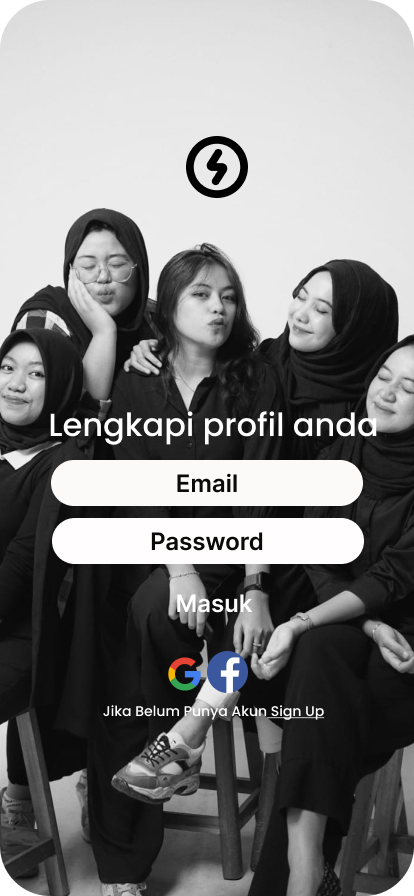 Lengkapi profil anda
Email
Password
Masuk
Jika Belum Punya Akun Sign Up